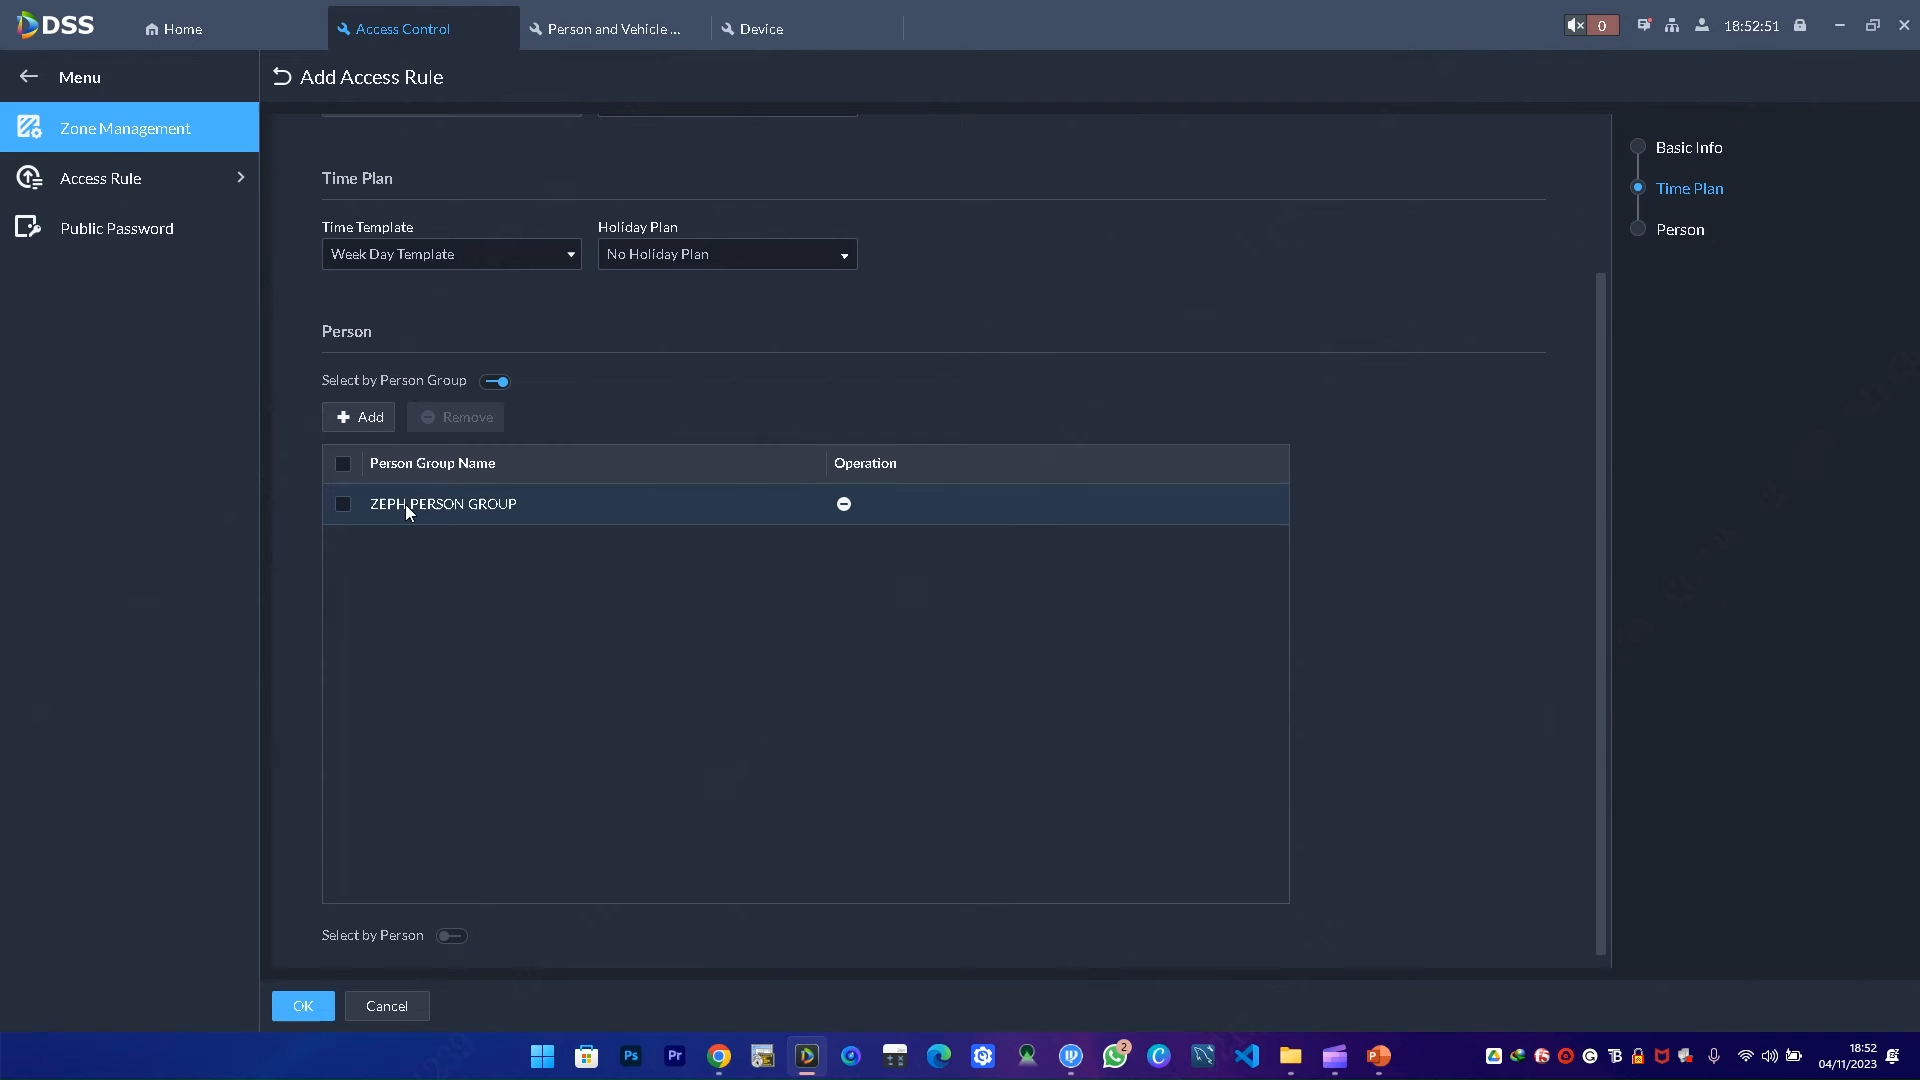 DSS
Home
Access Control
Person and Vehicle ...
Device
0
18:52:51
Menu
Add Access Rule
Zone Management
Access Rule
Public Password
Time Plan
Time Template
Holiday Plan
Week Day Template
No Holiday Plan
Person
Select by Person Group
Add
Remove
Person Group Name
Operation
ZEPH PERSON GROUP
Select by Person
OK
Cancel
Basic Info
Time Plan
Person
Ps
Pr
2
18:52
04/11/2023